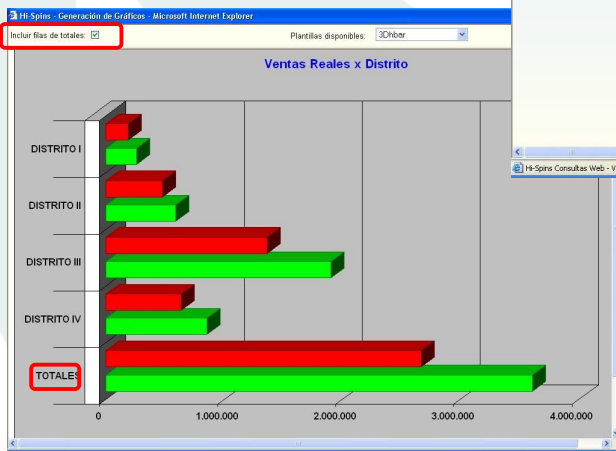 Hi-Spins - Generación de Gráficos - Microsoft Internet Explorer
Incluir filas de totales:
Plantillas disponibles: 3Dhbar
Ventas Reales x Distrito
DISTRITO I
DISTRITO II
DISTRITO III
DISTRITO IV
TOTALES
0 1.000.000 2.000.000 3.000.000 4.000.000
Hi-Spins Consultas Web - V